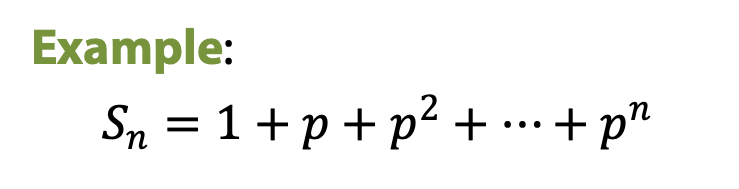 Example:
Sₙ = 1 + p + p² + ⋯ + pⁿ